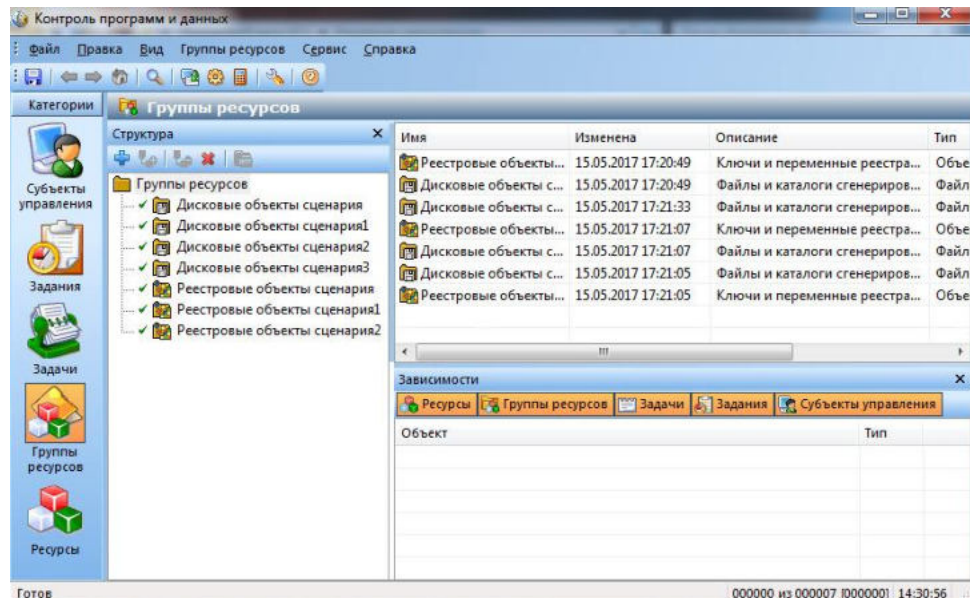 Контроль программ и данных
Файл Правка Вид Группы ресурсов Сервис Справка
Категории
Группы ресурсов
Субъекты управления
Задания
Задачи
Группы ресурсов
Ресурсы
Структура
Группы ресурсов
Дисковые объекты сценария
Дисковые объекты сценария1
Дисковые объекты сценария2
Дисковые объекты сценария3
Реестровые объекты сценария
Реестровые объекты сценария1
Реестровые объекты сценария2
Имя Изменена Описание Тип
Реестровые объекты... 15.05.2017 17:20:49 Ключи и переменные реестра... Объе
Дисковые объекты с... 15.05.2017 17:20:49 Файлы и каталоги сгенериров... Файл
Дисковые объекты с... 15.05.2017 17:21:33 Файлы и каталоги сгенериров... Файл
Реестровые объекты... 15.05.2017 17:21:07 Ключи и переменные реестра... Объе
Дисковые объекты с... 15.05.2017 17:21:07 Файлы и каталоги сгенериров... Файл
Дисковые объекты с... 15.05.2017 17:21:05 Файлы и каталоги сгенериров... Файл
Реестровые объекты... 15.05.2017 17:21:05 Ключи и переменные реестра... Объе
Зависимости
Ресурсы Группы ресурсов Задачи Задания Субъекты управления
Объект Тип
Готов 000000 из 000007 [000000] 14:30:56